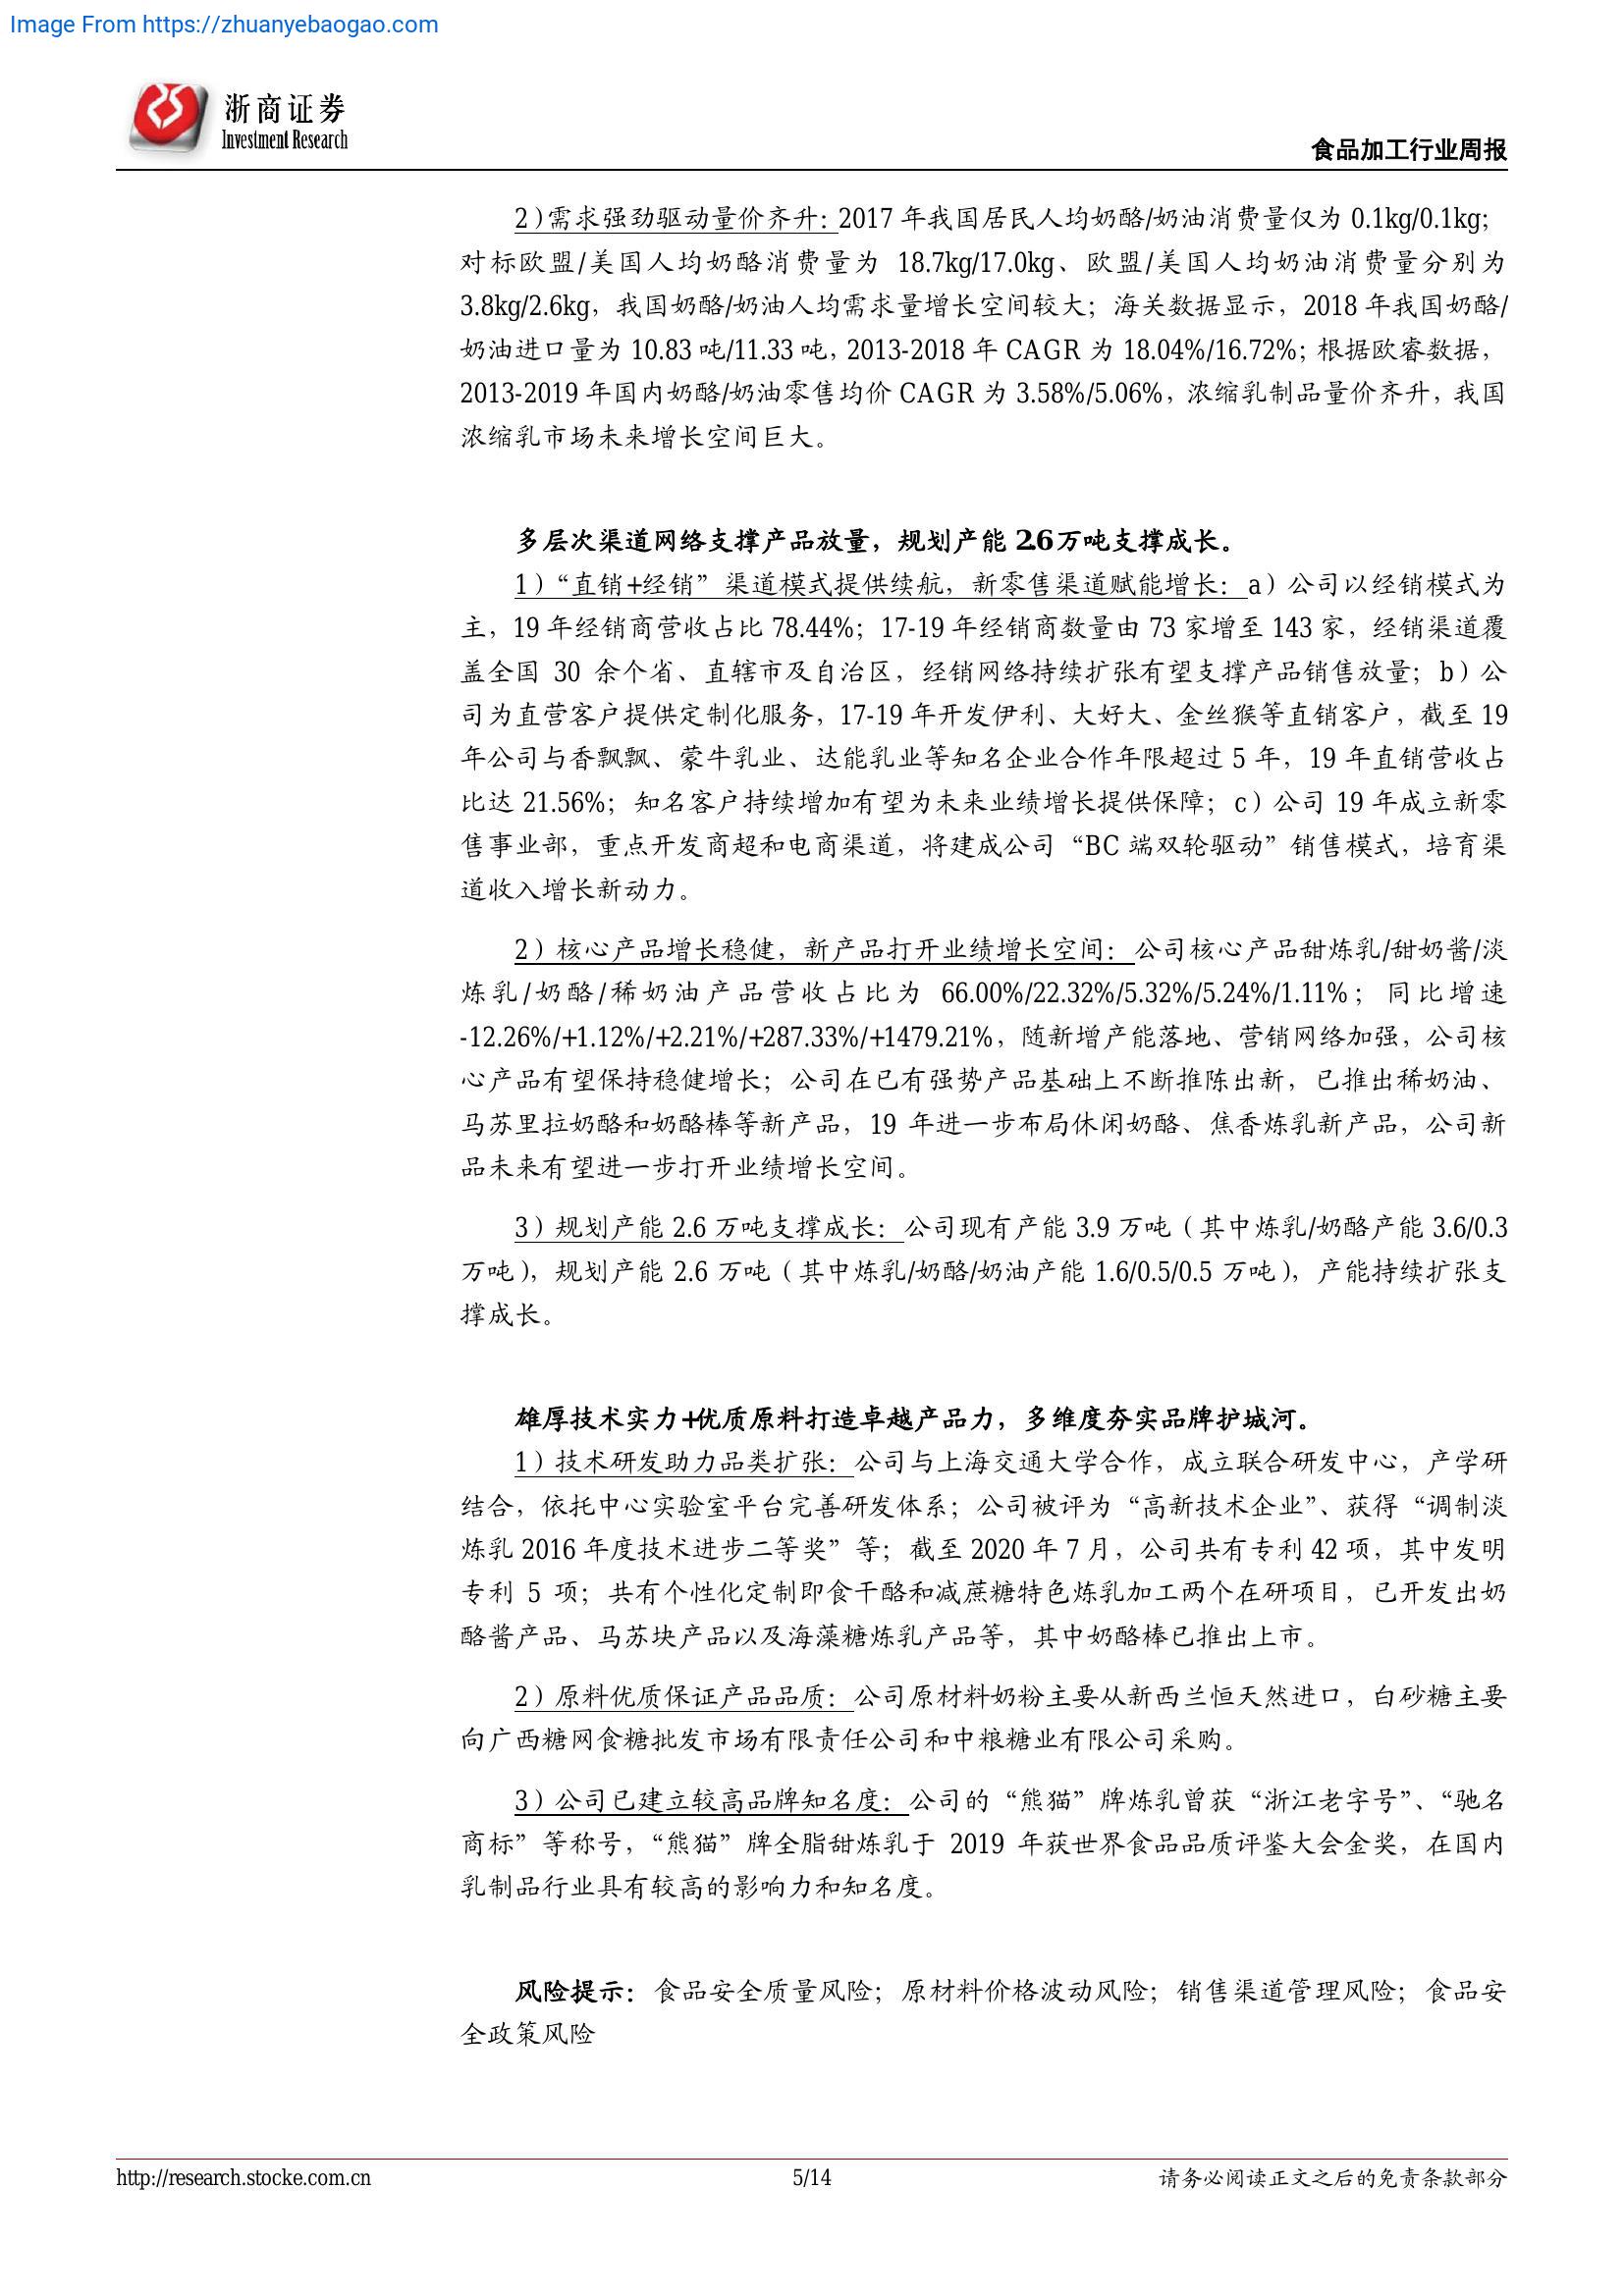 Image From https://zhuanyebaogao.com
浙商证券
Investment Research
食品加工行业周报
2）需求强劲驱动量价齐升：2017 年我国居民人均奶酪/奶油消费量仅为 0.1kg/0.1kg；
对标欧盟/美国人均奶酪消费量为 18.7kg/17.0kg、欧盟/美国人均奶油消费量分别为
3.8kg/2.6kg，我国奶酪/奶油人均需求量增长空间较大；海关数据显示，2018 年我国奶酪/
奶油进口量为 10.83 吨/11.33 吨，2013-2018 年 CAGR 为 18.04%/16.72%；根据欧睿数据，
2013-2019 年国内奶酪/奶油零售均价 CAGR 为 3.58%/5.06%，浓缩乳制品量价齐升，我国
浓缩乳市场未来增长空间巨大。
多层次渠道网络支撑产品放量，规划产能 2.6 万吨支撑成长。
1）“直销+经销”渠道模式提供续航，新零售渠道赋能增长：a）公司以经销模式为
主，19 年经销商营收占比 78.44%；17-19 年经销商数量由 73 家增至 143 家，经销渠道覆
盖全国 30 余个省、直辖市及自治区，经销网络持续扩张有望支撑产品销售放量；b）公
司为直营客户提供定制化服务，17-19 年开发伊利、大好大、金丝猴等直销客户，截至 19
年公司与香飘飘、蒙牛乳业、达能乳业等知名企业合作年限超过 5 年，19 年直销营收占
比达 21.56%；知名客户持续增加有望为未来业绩增长提供保障；c）公司 19 年成立新零
售事业部，重点开发商超和电商渠道，将建成公司“BC 端双轮驱动”销售模式，培育渠
道收入增长新动力。
2）核心产品增长稳健，新产品打开业绩增长空间：公司核心产品甜炼乳/甜奶酱/淡
炼乳/奶酪/稀奶油产品营收占比为 66.00%/22.32%/5.32%/5.24%/1.11%；同比增速
-12.26%/+1.12%/+2.21%/+287.33%/+1479.21%，随新增产能落地、营销网络加强，公司核
心产品有望保持稳健增长；公司在已有强势产品基础上不断推陈出新，已推出稀奶油、
马苏里拉奶酪和奶酪棒等新产品，19 年进一步布局休闲奶酪、焦香炼乳新产品，公司新
品未来有望进一步打开业绩增长空间。
3）规划产能 2.6 万吨支撑成长：公司现有产能 3.9 万吨（其中炼乳/奶酪产能 3.6/0.3
万吨），规划产能 2.6 万吨（其中炼乳/奶酪/奶油产能 1.6/0.5/0.5 万吨），产能持续扩张支
撑成长。
雄厚技术实力+优质原料打造卓越产品力，多维度夯实品牌护城河。
1）技术研发助力品类扩张：公司与上海交通大学合作，成立联合研发中心，产学研
结合，依托中心实验室平台完善研发体系；公司被评为“高新技术企业”、获得“调制淡
炼乳 2016 年度技术进步二等奖”等；截至 2020 年 7 月，公司共有专利 42 项，其中发明
专利 5 项；共有个性化定制即食干酪和减蔗糖特色炼乳加工两个在研项目，已开发出奶
酪酱产品、马苏块产品以及海藻糖炼乳产品等，其中奶酪棒已推出上市。
2）原料优质保证产品品质：公司原材料奶粉主要从新西兰恒天然进口，白砂糖主要
向广西糖网食糖批发市场有限责任公司和中粮糖业有限公司采购。
3）公司已建立较高品牌知名度：公司的“熊猫”牌炼乳曾获“浙江老字号”、“驰名
商标”等称号，“熊猫”牌全脂甜炼乳于 2019 年获世界食品品质评鉴大会金奖，在国内
乳制品行业具有较高的影响力和知名度。
风险提示：食品安全质量风险；原材料价格波动风险；销售渠道管理风险；食品安
全政策风险
http://research.stocke.com.cn
5/14
请务必阅读正文之后的免责条款部分